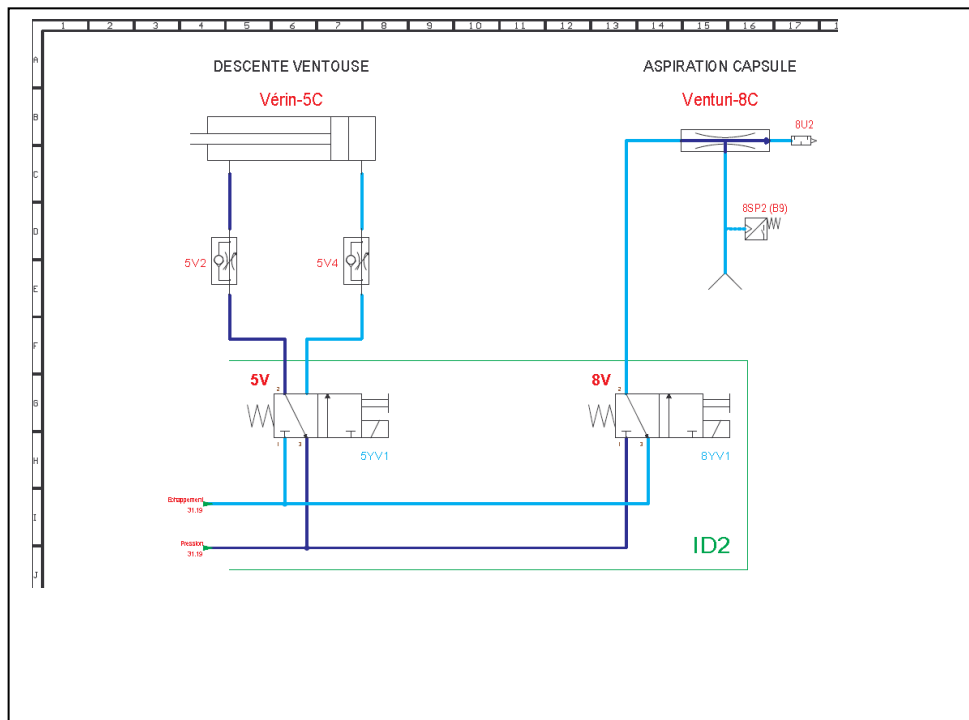 1 2 3 4 5 6 7 8 9 10 11 12 13 14 15 16 17 1
A
DESCENTE VENTOUSE ASPIRATION CAPSULE
Vérin-5C Venturi-8C
B
8U2
C
8SP2 (B9)
D
5V2 5V4
E
F
5V 8V
2 2
G
1 3 1 3
5YV1 8YV1
H
Echappement
31.19
I
Pression
31.19
ID2
J